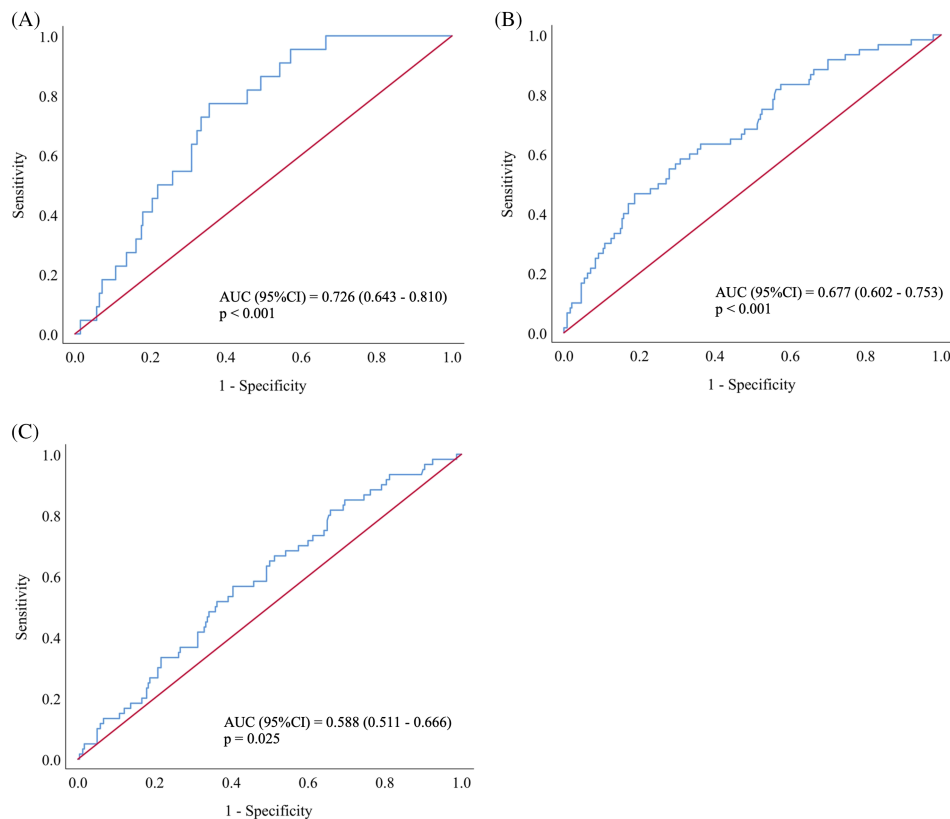 (A)
1.0
0.8
0.6
0.4
0.2
0.0
Sensitivity
AUC (95%CI) = 0.726 (0.643 - 0.810)
p < 0.001
0.0 0.2 0.4 0.6 0.8 1.0
1 - Specificity
(B)
1.0
0.8
0.6
0.4
0.2
0.0
Sensitivity
AUC (95%CI) = 0.677 (0.602 - 0.753)
p < 0.001
0.0 0.2 0.4 0.6 0.8 1.0
1 - Specificity
(C)
1.0
0.8
0.6
0.4
0.2
0.0
Sensitivity
AUC (95%CI) = 0.588 (0.511 - 0.666)
p = 0.025
0.0 0.2 0.4 0.6 0.8 1.0
1 - Specificity